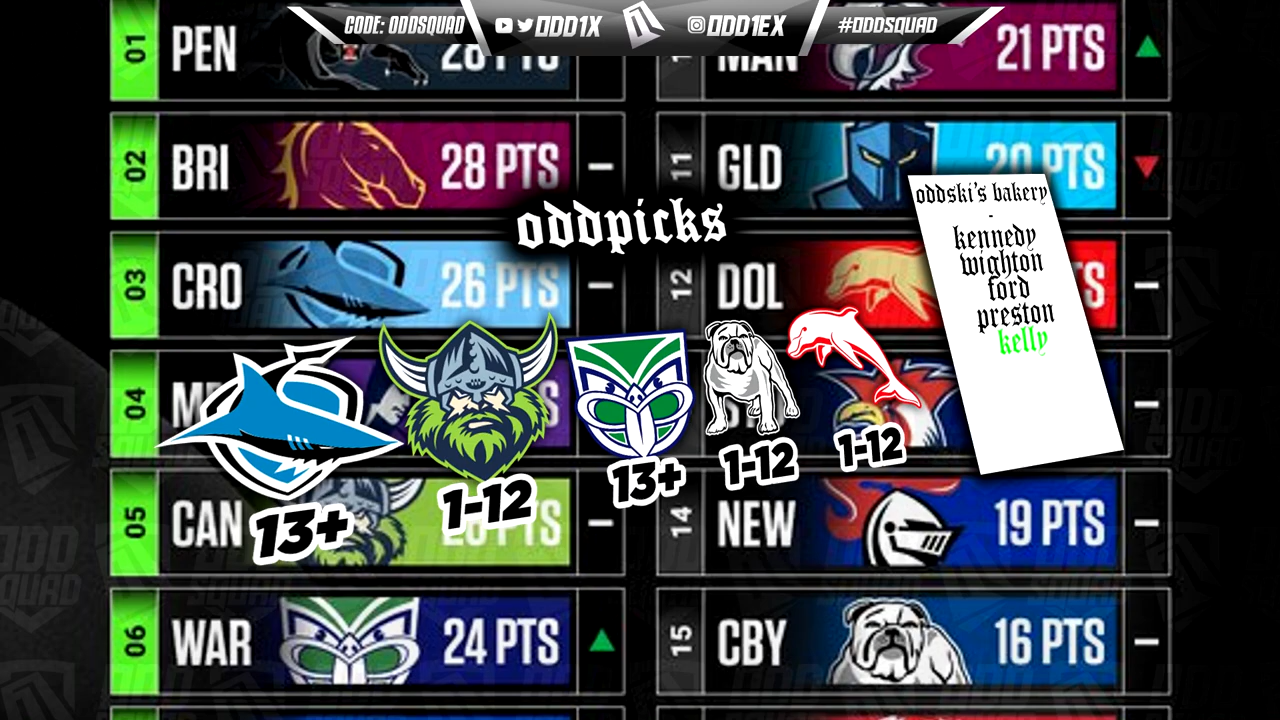 CODE: ODDSQUAD
ODD1X
ODD1EX
#ODDSQUAD
01 PEN 28 PTS
MAN 21 PTS
02 BRI 28 PTS
11 GLD 20 PTS
oddpicks
oddski's bakery
-
kennedy
wighton
ford
preston
kelly
03 CRO 26 PTS
12 DOL
04
13+
1-12
13+
1-12
1-12
05 CAN
14 NEW 19 PTS
06 WAR 24 PTS
15 CBY 16 PTS